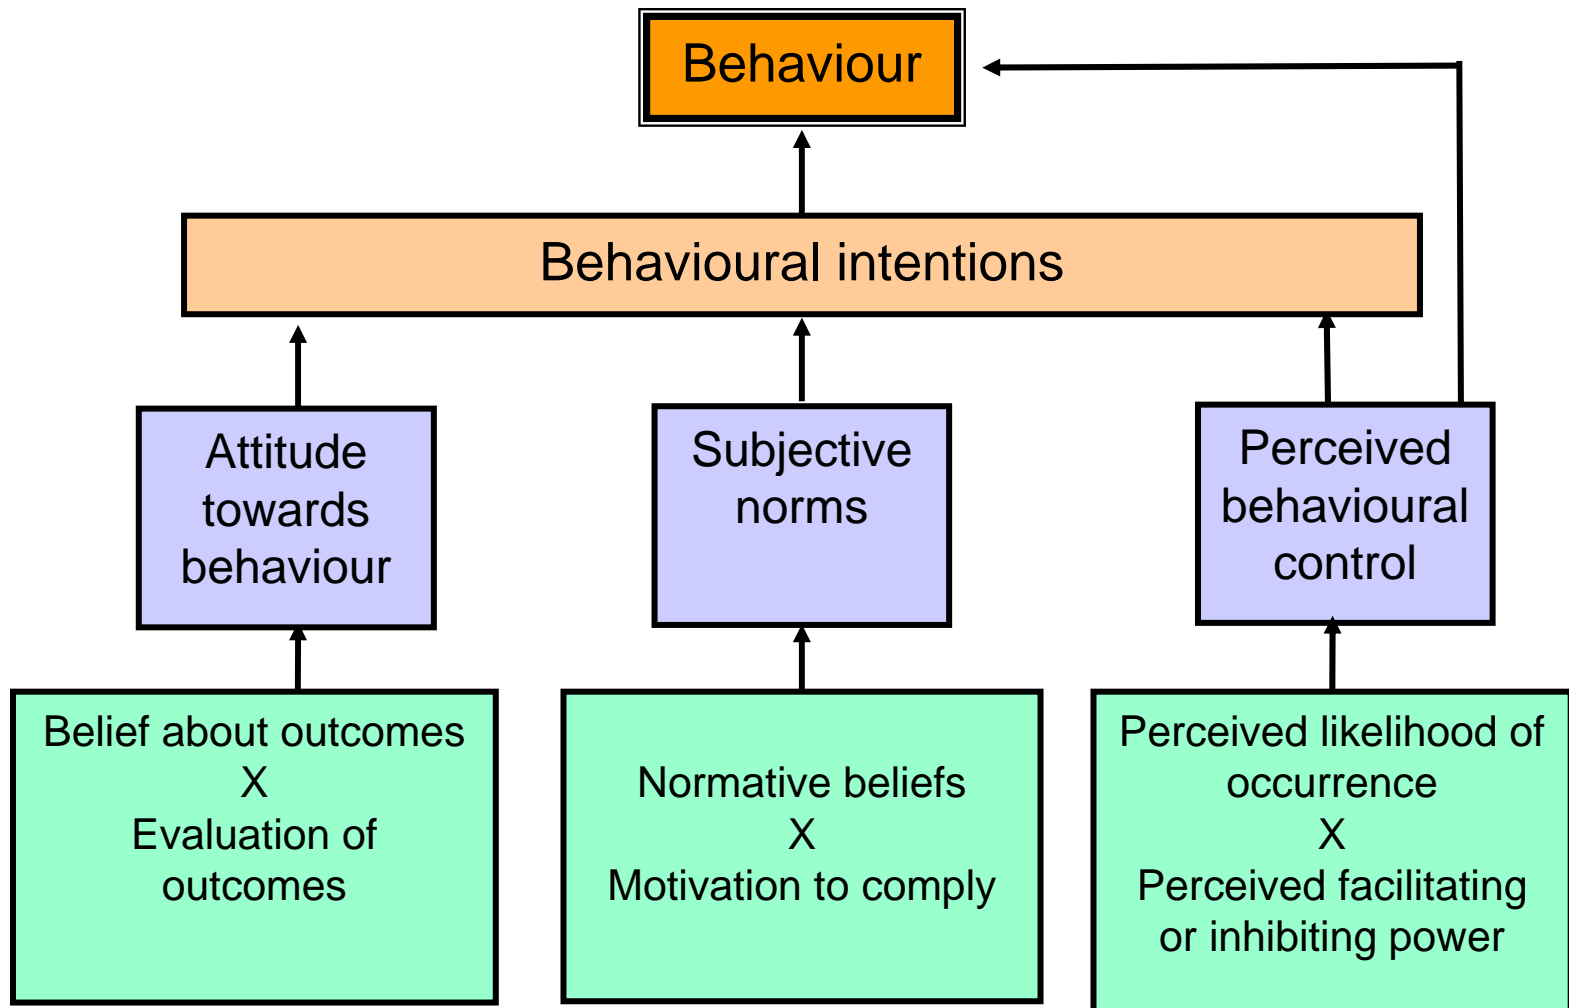 Behaviour
Behavioural intentions
Attitude
towards
behaviour
Subjective
norms
Perceived
behavioural
control
Belief about outcomes
X
Evaluation of
outcomes
Normative beliefs
X
Motivation to comply
Perceived likelihood of
occurrence
X
Perceived facilitating
or inhibiting power